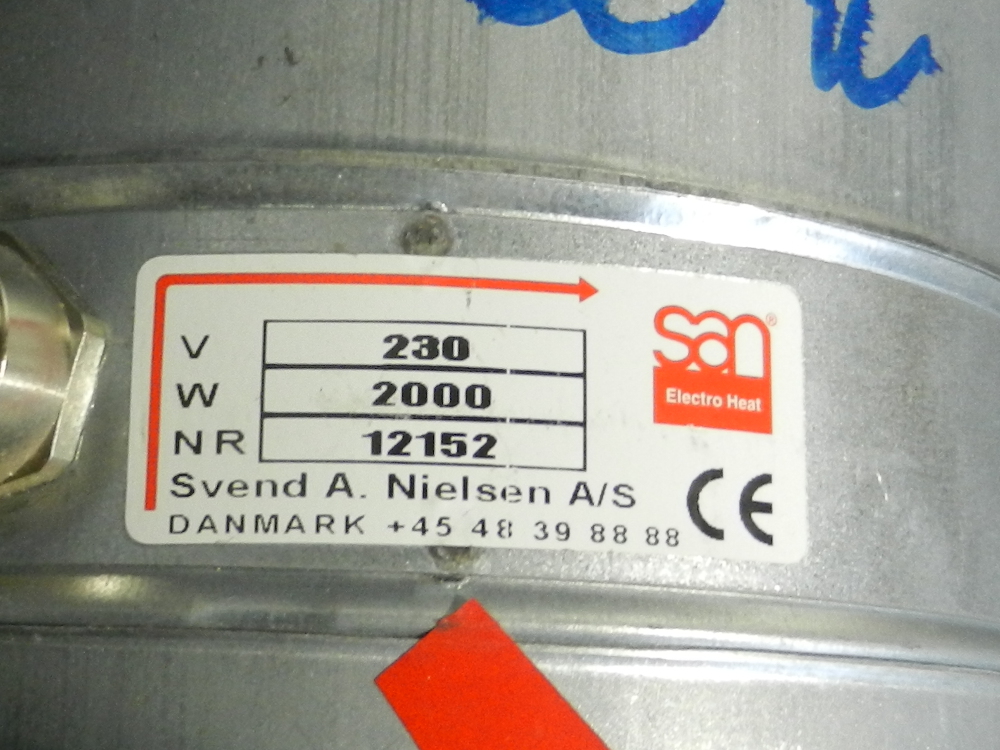 V 230
W 2000
NR 12152
Svend A. Nielsen A/S
DANMARK +45 48 39 88 88
san®
Electro Heat
CE